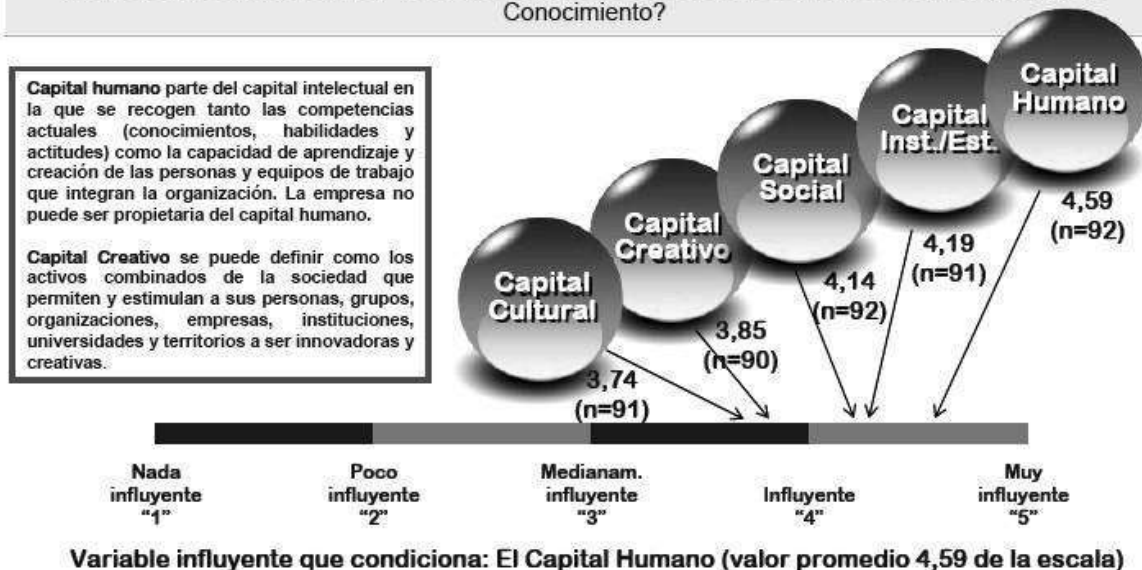 Conocimiento?
Capital humano parte del capital intelectual en
la que se recogen tanto las competencias
actuales (conocimientos, habilidades y
actitudes) como la capacidad de aprendizaje y
creación de las personas y equipos de trabajo
que integran la organización. La empresa no
puede ser propietaria del capital humano.
Capital Creativo se puede definir como los
activos combinados de la sociedad que
permiten y estimulan a sus personas, grupos,
organizaciones, empresas, instituciones,
universidades y territorios a ser innovadoras y
creativas.
Capital
Cultural
3,74
(n=91)
Capital
Creativo
3,85
(n=90)
Capital
Social
4,14
(n=92)
Capital
Inst./Est.
4,19
(n=91)
Capital
Humano
4,59
(n=92)
Nada
influyente
“1”
Poco
influyente
“2”
Medianam.
influyente
“3”
Influyente
“4”
Muy
influyente
“5”
Variable influyente que condiciona: El Capital Humano (valor promedio 4,59 de la escala)